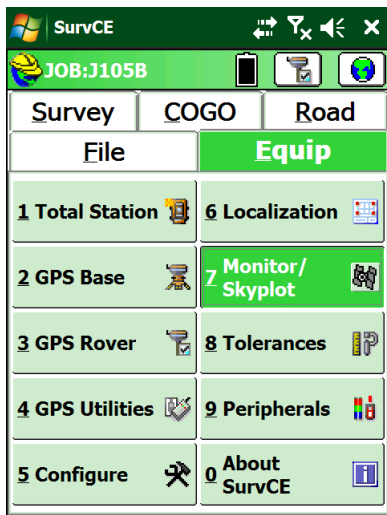 SurvCE
JOB:J105B
Survey COGO Road
File Equip
1 Total Station 6 Localization
2 GPS Base 7 Monitor/
Skyplot
3 GPS Rover 8 Tolerances
4 GPS Utilities 9 Peripherals
5 Configure 0 About
SurvCE